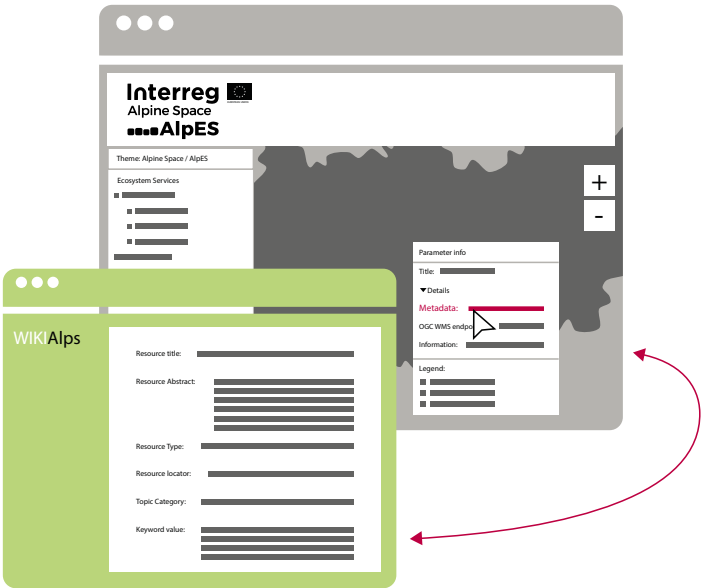 Interreg
Alpine Space
AlpES
Theme: Alpine Space / AlpES
Ecosystem Services
+
-
Parameter info
Title:
Details
Metadata:
OGC WMS endpo
Information:
Legend:
WIKIAlps
Resource title:
Resource Abstract:
Resource Type:
Resource locator:
Topic Category:
Keyword value: